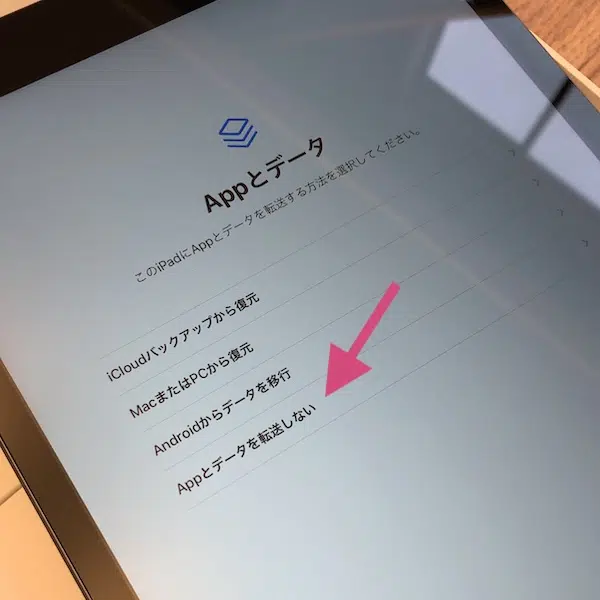 Appとデータ
このiPadにAppとデータを転送する方法を選択してください。
iCloudバックアップから復元
MacまたはPCから復元
Androidからデータを移行
Appとデータを転送しない